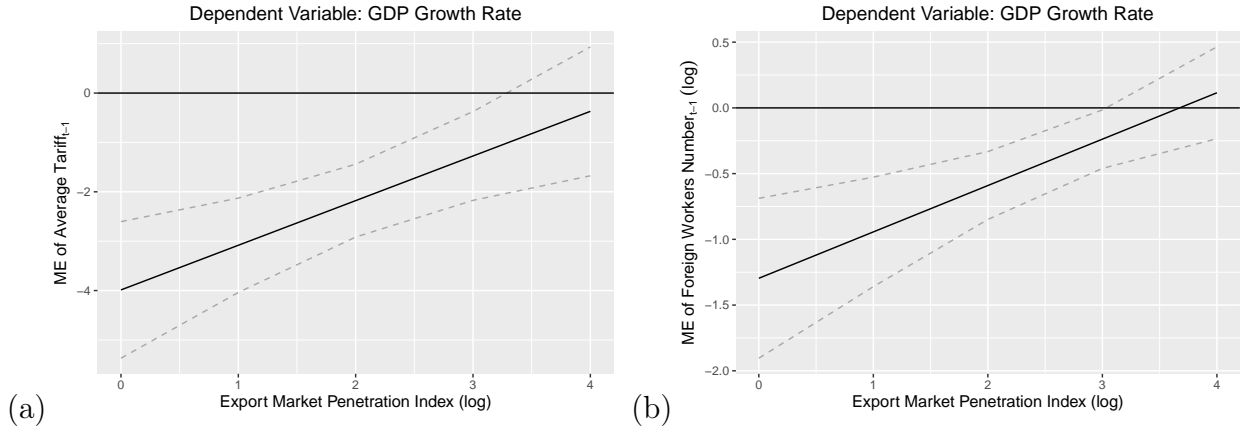 Dependent Variable: GDP Growth Rate
ME of Average Tariff_{t−1}
0
−2
−4
0 1 2 3 4
Export Market Penetration Index (log)
(a)
Dependent Variable: GDP Growth Rate
ME of Foreign Workers Number_{t−1} (log)
0.5
0.0
−0.5
−1.0
−1.5
−2.0
0 1 2 3 4
Export Market Penetration Index (log)
(b)